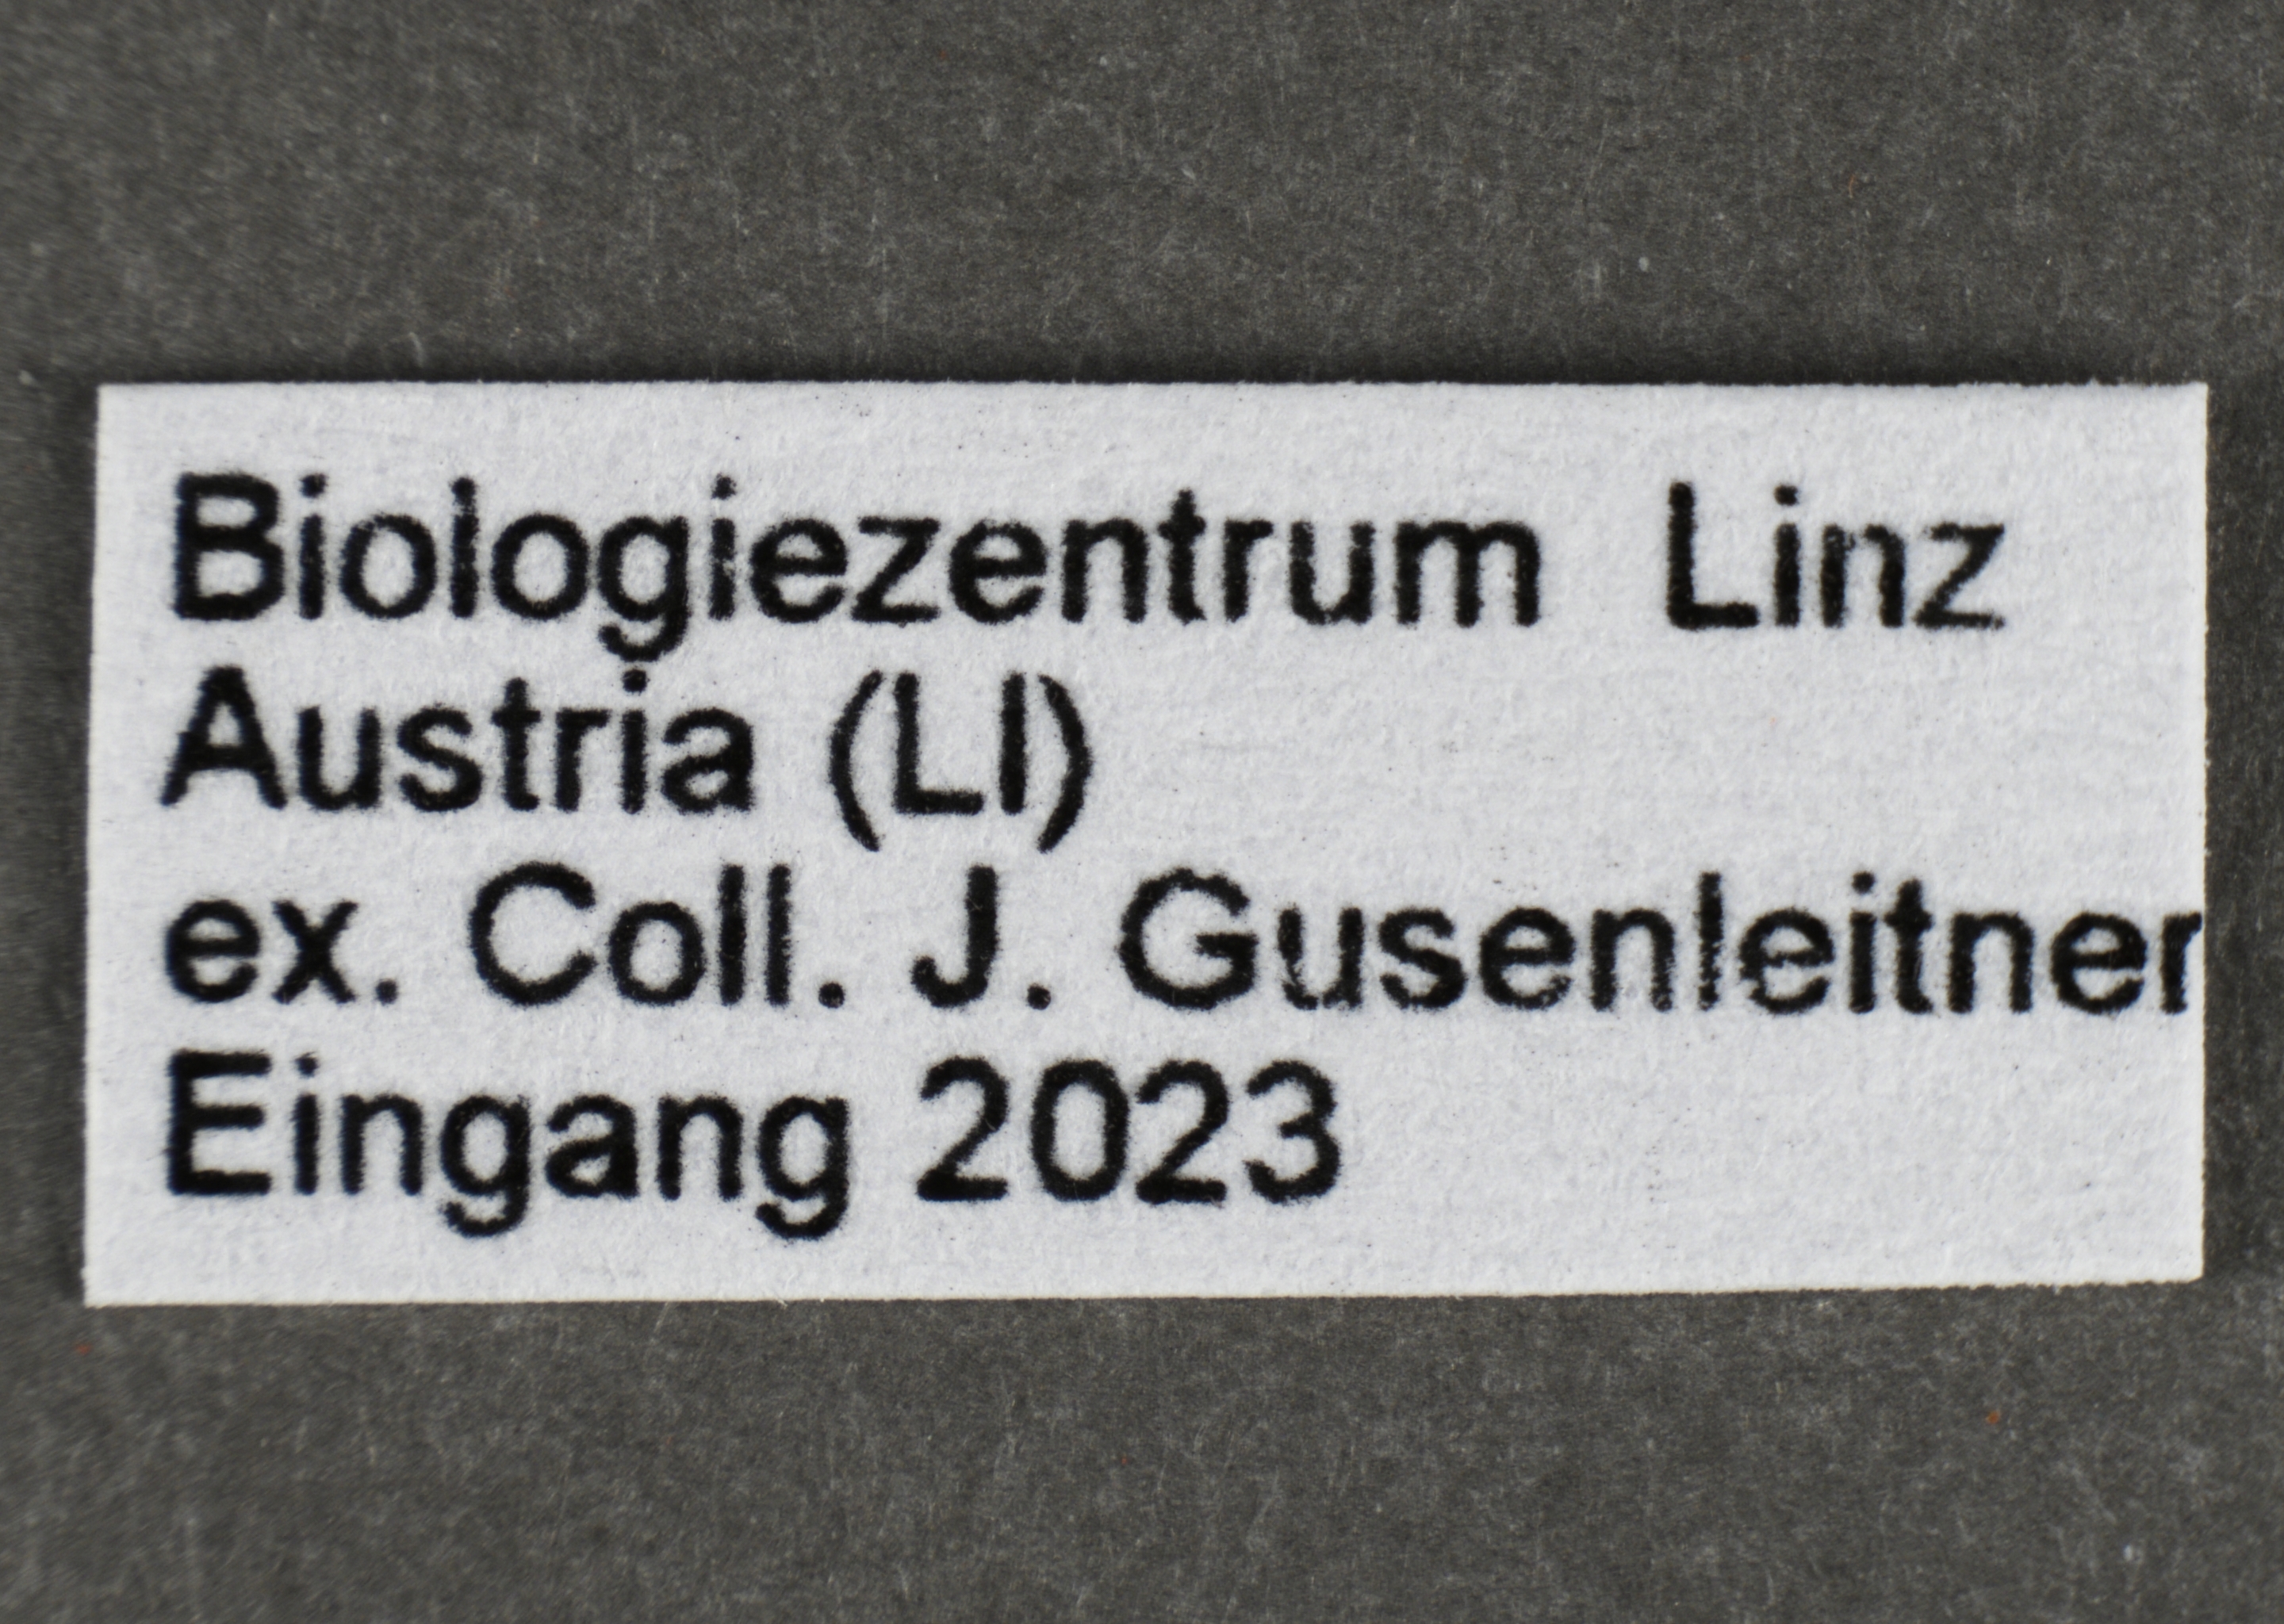 Biologiezentrum Linz
Austria (LI)
ex. Coll. J. Gusenleitner
Eingang 2023